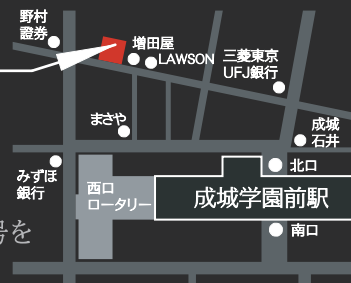 野村
證券
増田屋
LAWSON
三菱東京
UFJ銀行
まさや
成城
石井
みずほ
銀行
北口
西口
ロータリー
成城学園前駅
南口
号を